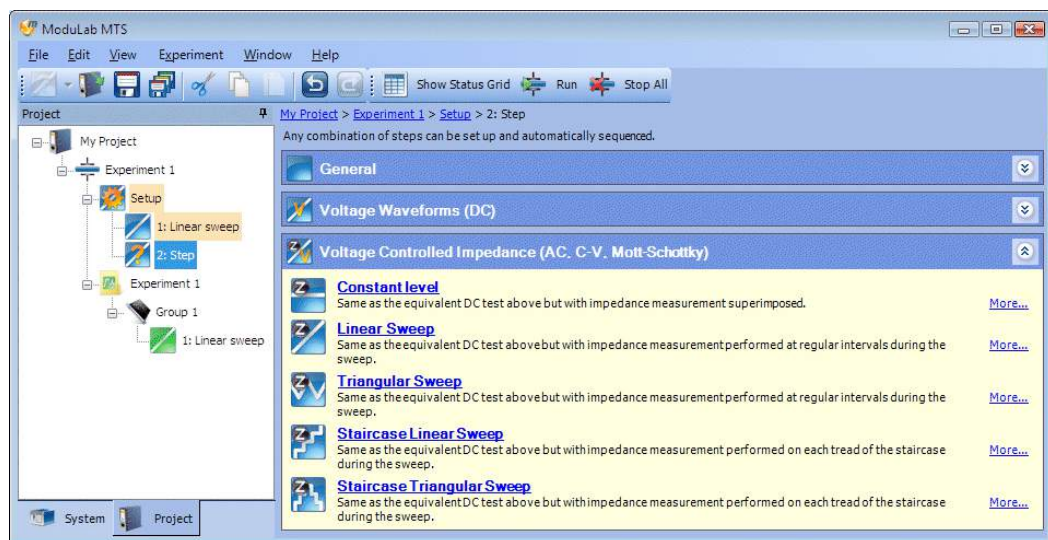 ModuLab MTS
File Edit View Experiment Window Help
Show Status Grid Run Stop All
Project
My Project
Experiment 1
Setup
1: Linear sweep
2: Step
Experiment 1
Group 1
1: Linear sweep
System Project
My Project > Experiment 1 > Setup > 2: Step
Any combination of steps can be set up and automatically sequenced.
General
Voltage Waveforms (DC)
Voltage Controlled Impedance (AC, C-V, Mott-Schottky)
Constant level
Same as the equivalent DC test above but with impedance measurement superimposed.
More...
Linear Sweep
Same as the equivalent DC test above but with impedance measurement performed at regular intervals during the
sweep.
More...
Triangular Sweep
Same as the equivalent DC test above but with impedance measurement performed at regular intervals during the
sweep.
More...
Staircase Linear Sweep
Same as the equivalent DC test above but with impedance measurement performed on each tread of the staircase
during the sweep.
More...
Staircase Triangular Sweep
Same as the equivalent DC test above but with impedance measurement performed on each tread of the staircase
during the sweep.
More...